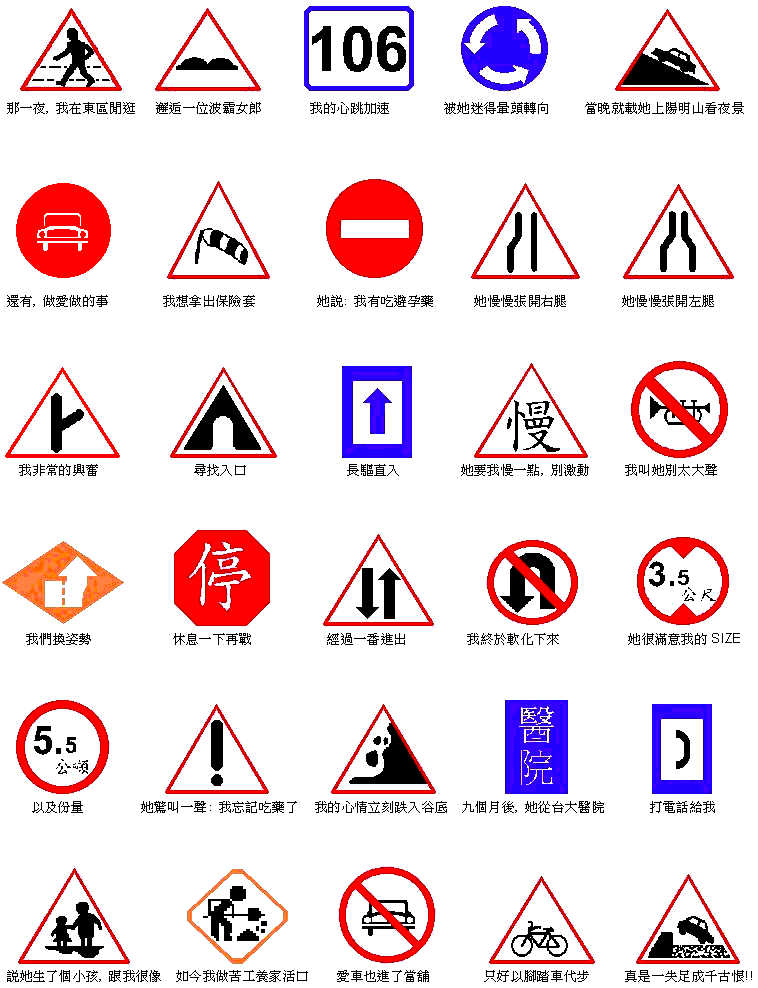 106
那一夜, 我在東區閒逛
邂逅一位波霸女郎
我的心跳加速
被她迷得暈頭轉向
當晚就載她上陽明山看夜景
還有, 做愛做的事
我想拿出保險套
她說: 我有吃避孕藥
她慢慢張開右腿
她慢慢張開左腿
慢
我非常的興奮
尋找入口
長驅直入
她要我慢一點, 別激動
我叫她別太大聲
停
3.5
公尺
我們換姿勢
休息一下再戰
經過一番進出
我終於軟化下來
她很滿意我的 SIZE
5.5
公噸
醫
院
以及份量
她驚叫一聲: 我忘記吃藥了
我的心情立刻跌入谷底
九個月後, 她從台大醫院
打電話給我
說她生了個小孩, 跟我很像
如今我做苦工養家活口
愛車也進了當舖
只好以腳踏車代步
真是一失足成千古恨!!